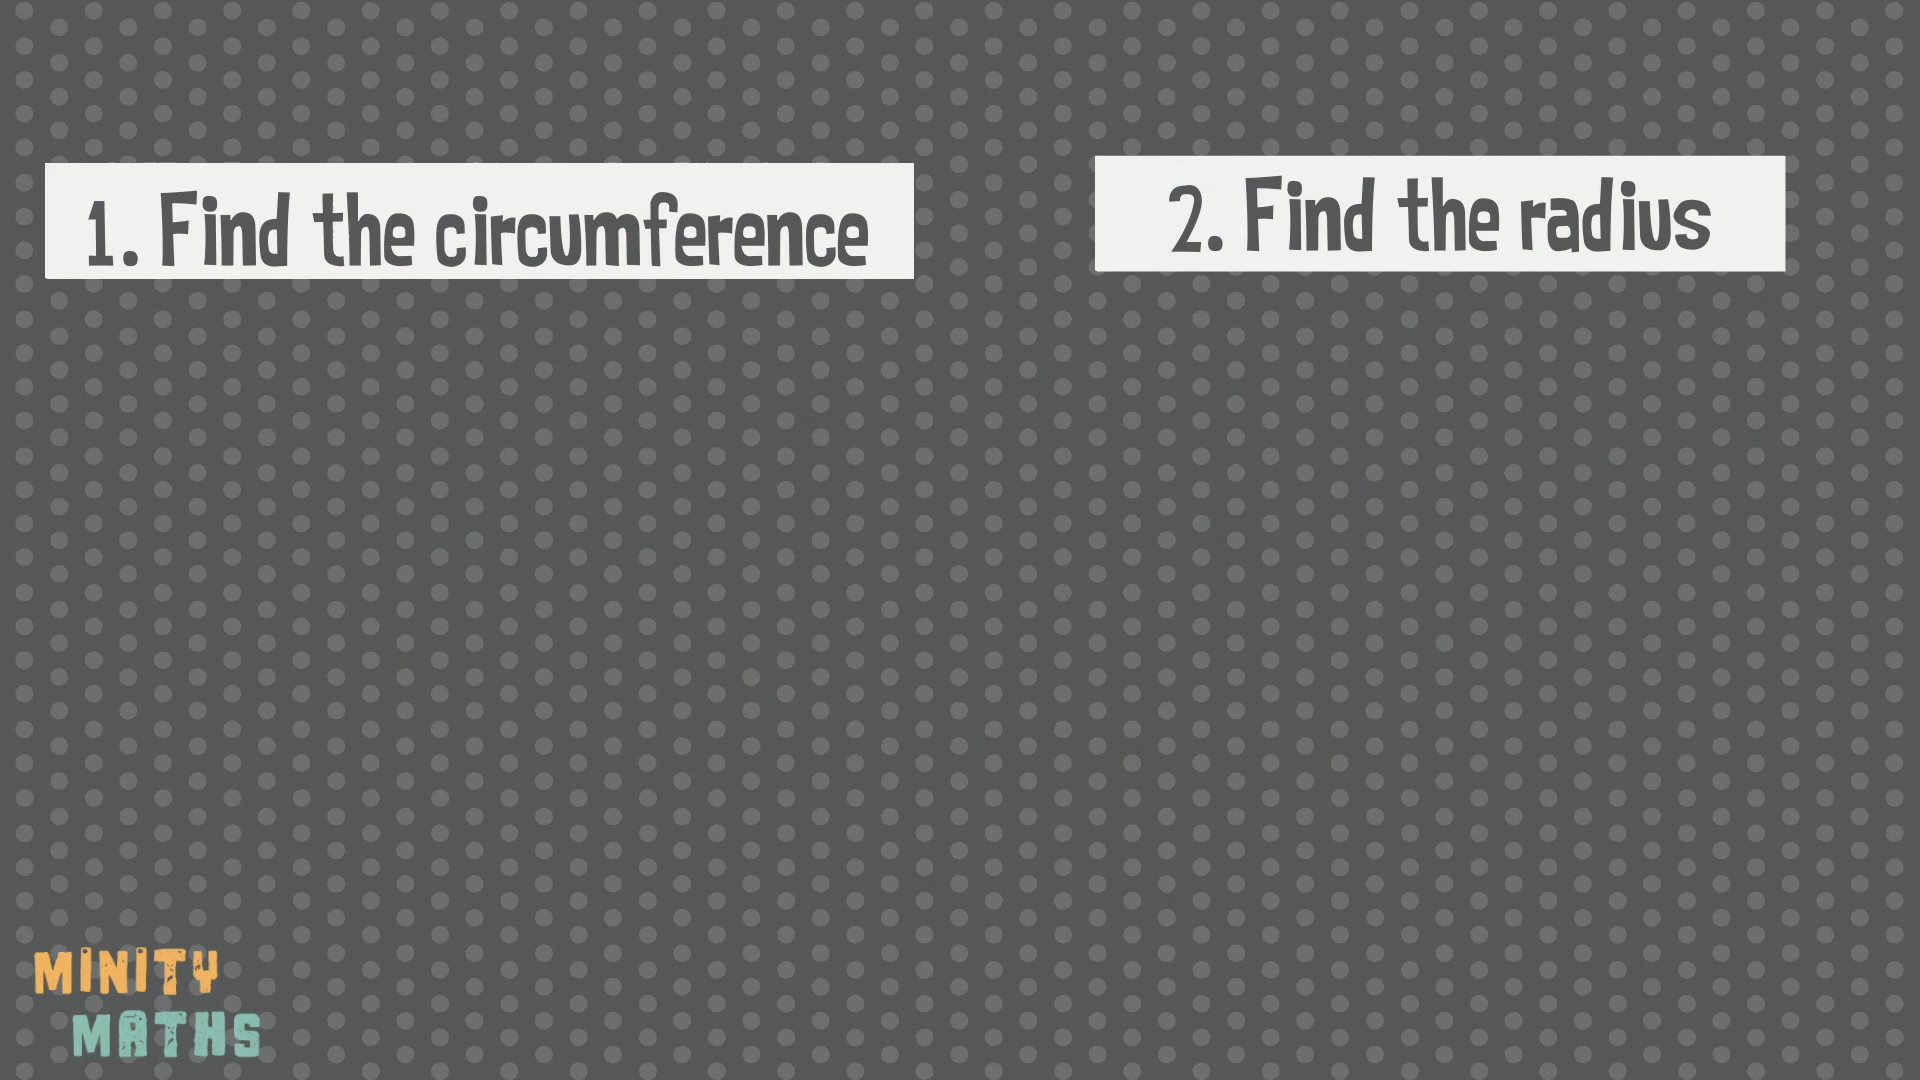 1. Find the circumference
2. Find the radius
MINITY
MATHS